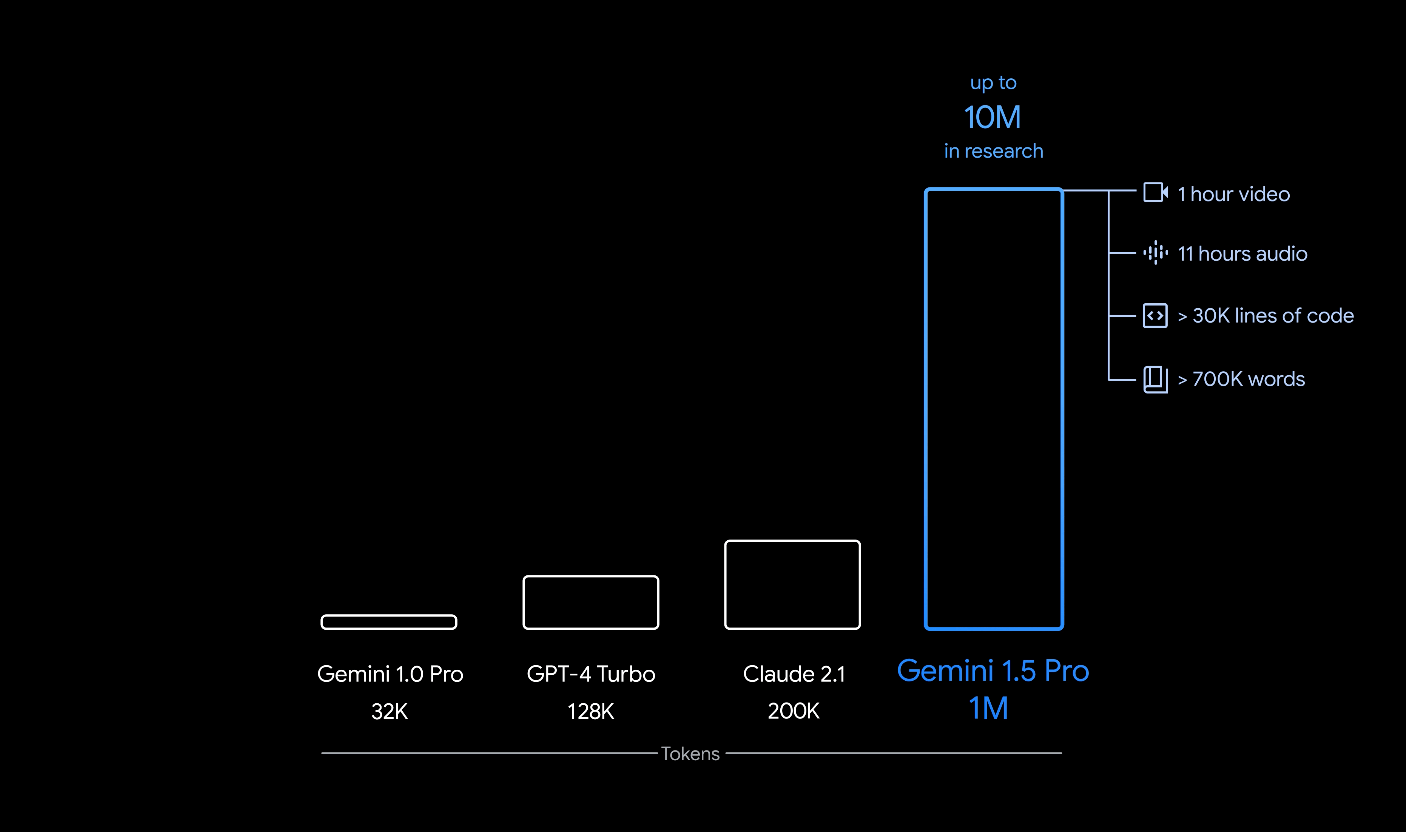 up to
10M
in research
1 hour video
11 hours audio
> 30K lines of code
> 700K words
Gemini 1.0 Pro
32K
GPT-4 Turbo
128K
Claude 2.1
200K
Gemini 1.5 Pro
1M
Tokens